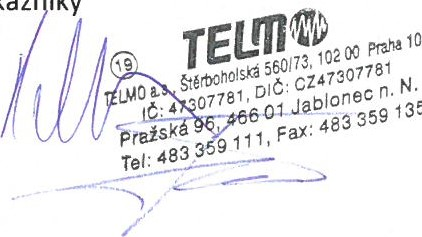 zákazníky
TELMO
19
TELMO a.s., Štěrboholská 560/73, 102 00 Praha 10
IČ: 47307781, DIČ: CZ47307781
Pražská 96, 466 01 Jablonec n. N.
Tel: 483 359 111, Fax: 483 359 135